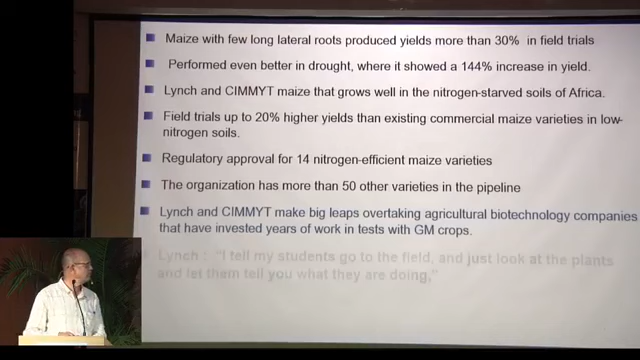 Maize with few long lateral roots produced yields more than 30% in field trials
Performed even better in drought, where it showed a 144% increase in yield.
Lynch and CIMMYT maize that grows well in the nitrogen-starved soils of Africa.
Field trials up to 20% higher yields than existing commercial maize varieties in low-
nitrogen soils.
Regulatory approval for 14 nitrogen-efficient maize varieties
The organization has more than 50 other varieties in the pipeline
Lynch and CIMMYT make big leaps overtaking agricultural biotechnology companies
that have invested years of work in tests with GM crops.
Lynch : "I tell my students go to the field, and just look at the plants
and let them tell you what they are doing,"